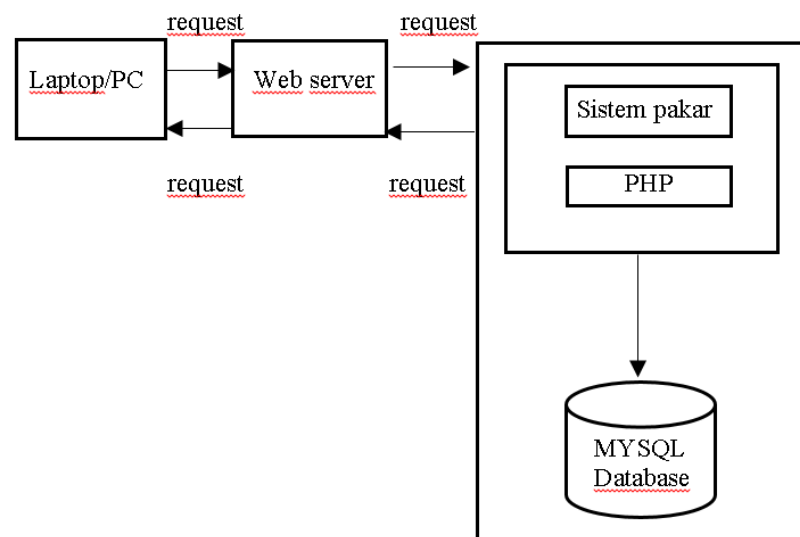 request
request
Laptop/PC
Web server
Sistem pakar
PHP
request
request
MYSQL
Database